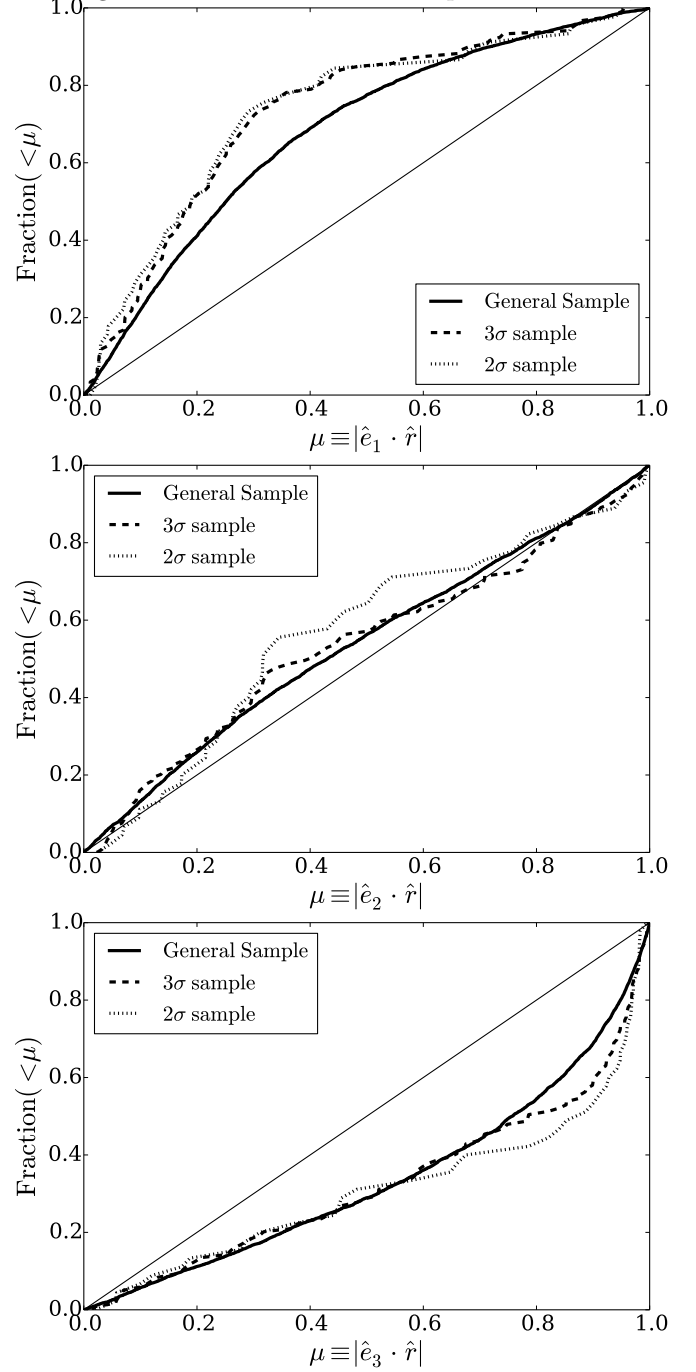 1.0
0.8
0.6
0.4
0.2
0.0
Fraction( <μ)
General Sample
3σ sample
2σ sample
0.0 0.2 0.4 0.6 0.8 1.0
μ ≡|ê₁ · r̂|
1.0
0.8
0.6
0.4
0.2
0.0
Fraction( <μ)
General Sample
3σ sample
2σ sample
0.0 0.2 0.4 0.6 0.8 1.0
μ ≡|ê₂ · r̂|
1.0
0.8
0.6
0.4
0.2
0.0
Fraction( <μ)
General Sample
3σ sample
2σ sample
0.0 0.2 0.4 0.6 0.8 1.0
μ ≡|ê₃ · r̂|